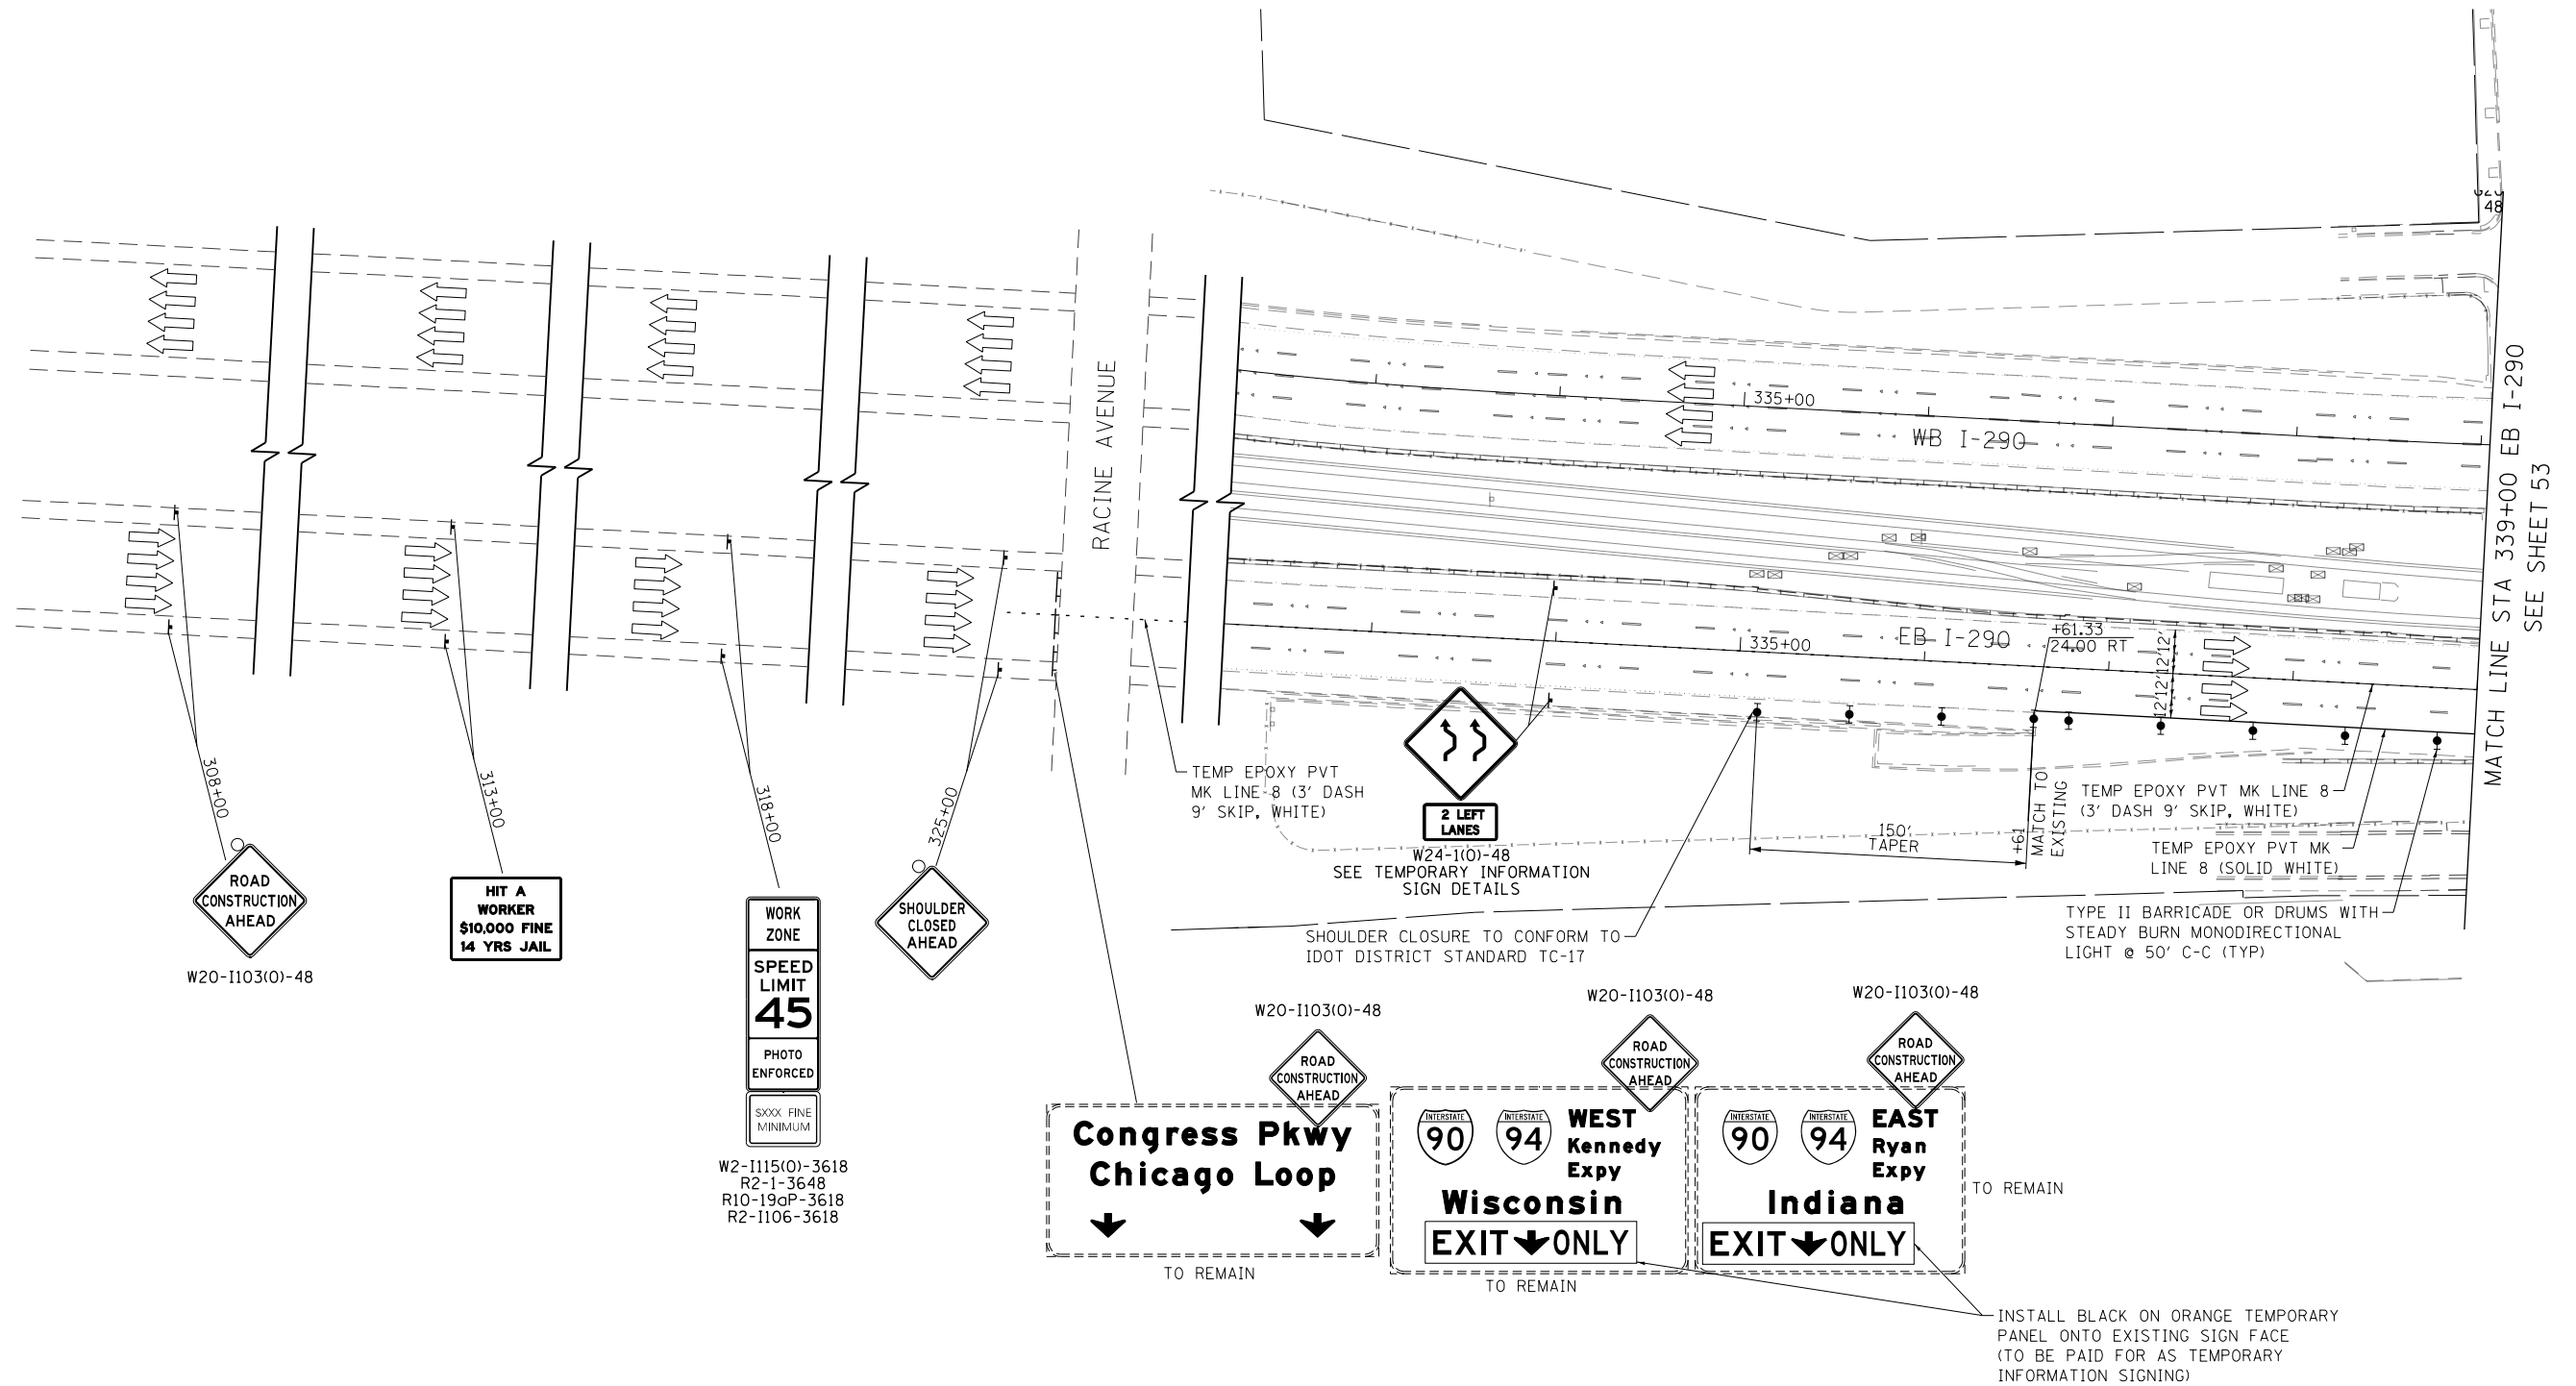 48
335+00
WB I-290
RACINE AVENUE
MATCH LINE STA 339+00 EB I-290
SEE SHEET 53
335+00
EB I-290
+61.33
24.00 RT
12'
12'
12'
12'
308+00
313+00
318+00
325+00
ROAD
CONSTRUCTION
AHEAD
W20-I103(O)-48
HIT A
WORKER
$10,000 FINE
14 YRS JAIL
WORK
ZONE
SPEED
LIMIT
45
PHOTO
ENFORCED
$XXX FINE
MINIMUM
W2-I115(O)-3618
R2-1-3648
R10-19aP-3618
R2-I106-3618
SHOULDER
CLOSED
AHEAD
TEMP EPOXY PVT
MK LINE 8 (3' DASH
9' SKIP, WHITE)
2 LEFT
LANES
W24-1(O)-48
SEE TEMPORARY INFORMATION
SIGN DETAILS
SHOULDER CLOSURE TO CONFORM TO
IDOT DISTRICT STANDARD TC-17
150'
TAPER
+61
MATCH TO
EXISTING
TEMP EPOXY PVT MK LINE 8
(3' DASH 9' SKIP, WHITE)
TEMP EPOXY PVT MK
LINE 8 (SOLID WHITE)
TYPE II BARRICADE OR DRUMS WITH
STEADY BURN MONODIRECTIONAL
LIGHT @ 50' C-C (TYP)
W20-I103(O)-48
ROAD
CONSTRUCTION
AHEAD
Congress Pkwy
Chicago Loop
TO REMAIN
W20-I103(O)-48
ROAD
CONSTRUCTION
AHEAD
INTERSTATE
90
INTERSTATE
94
WEST
Kennedy
Expy
Wisconsin
EXIT ONLY
TO REMAIN
W20-I103(O)-48
ROAD
CONSTRUCTION
AHEAD
INTERSTATE
90
INTERSTATE
94
EAST
Ryan
Expy
Indiana
EXIT ONLY
TO REMAIN
INSTALL BLACK ON ORANGE TEMPORARY
PANEL ONTO EXISTING SIGN FACE
(TO BE PAID FOR AS TEMPORARY
INFORMATION SIGNING)